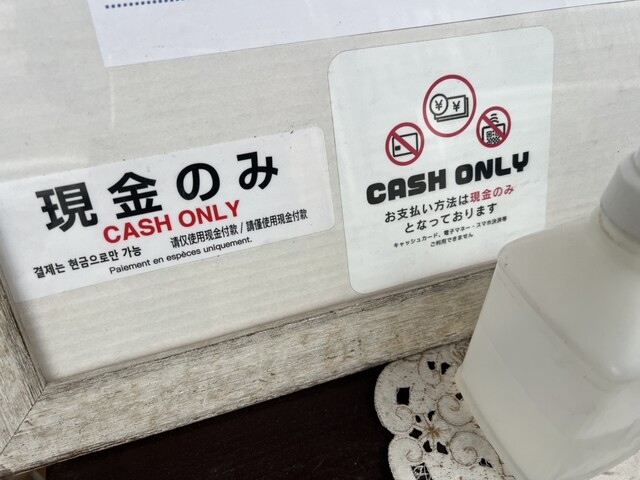 現金のみ
CASH ONLY
결제는 현금으로만 가능
请仅使用现金付款 / 請僅使用現金付款
Paiement en espèces uniquement.
CASH ONLY
お支払い方法は現金のみ
となっております
キャッシュカード、電子マネー・スマホ決済等
ご利用できません